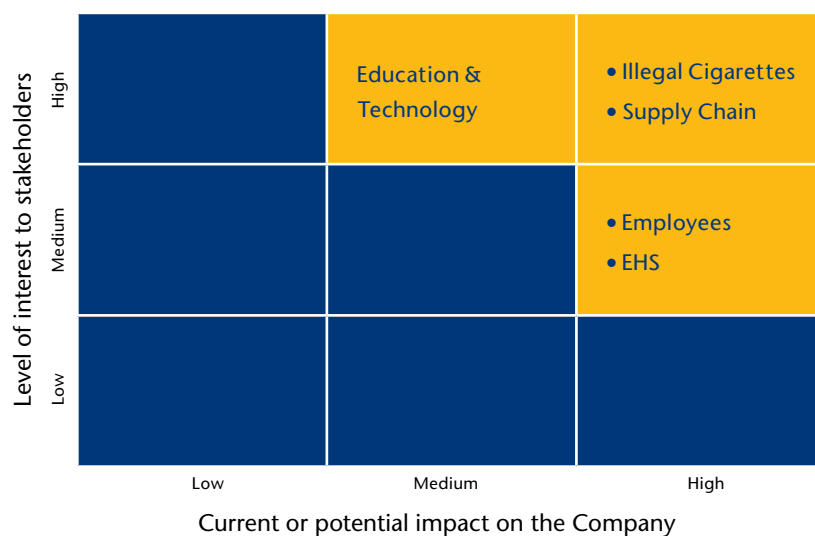 Level of interest to stakeholders
High
Medium
Low
Education &
Technology
• Illegal Cigarettes
• Supply Chain
• Employees
• EHS
Low
Medium
High
Current or potential impact on the Company